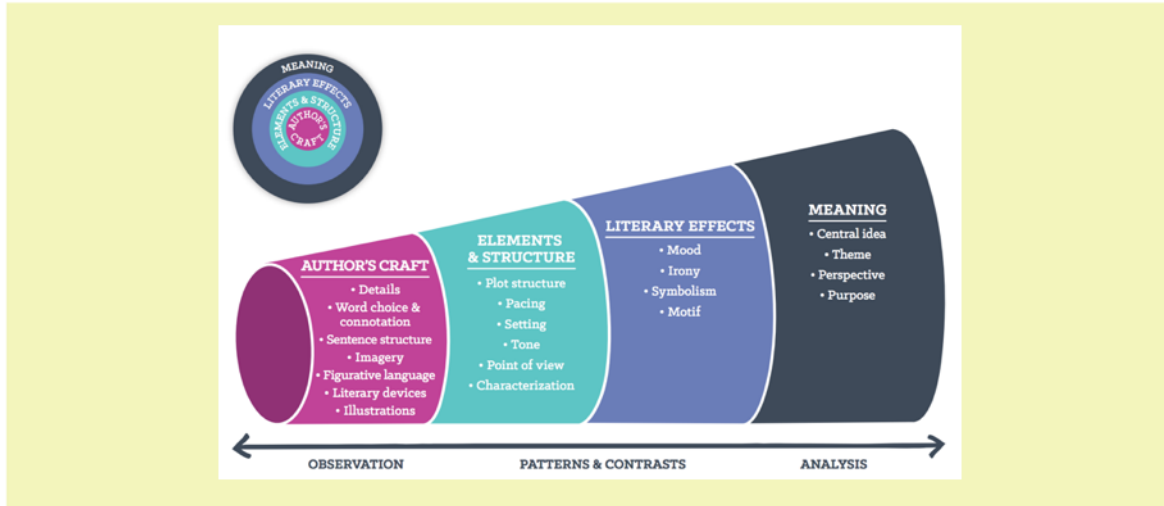 MEANING
LITERARY EFFECTS
ELEMENTS & STRUCTURE
AUTHOR'S
CRAFT
AUTHOR'S CRAFT
• Details
• Word choice &
connotation
• Sentence structure
• Imagery
• Figurative language
• Literary devices
• Illustrations
ELEMENTS
& STRUCTURE
• Plot structure
• Pacing
• Setting
• Tone
• Point of view
• Characterization
LITERARY EFFECTS
• Mood
• Irony
• Symbolism
• Motif
MEANING
• Central idea
• Theme
• Perspective
• Purpose
OBSERVATION
PATTERNS & CONTRASTS
ANALYSIS